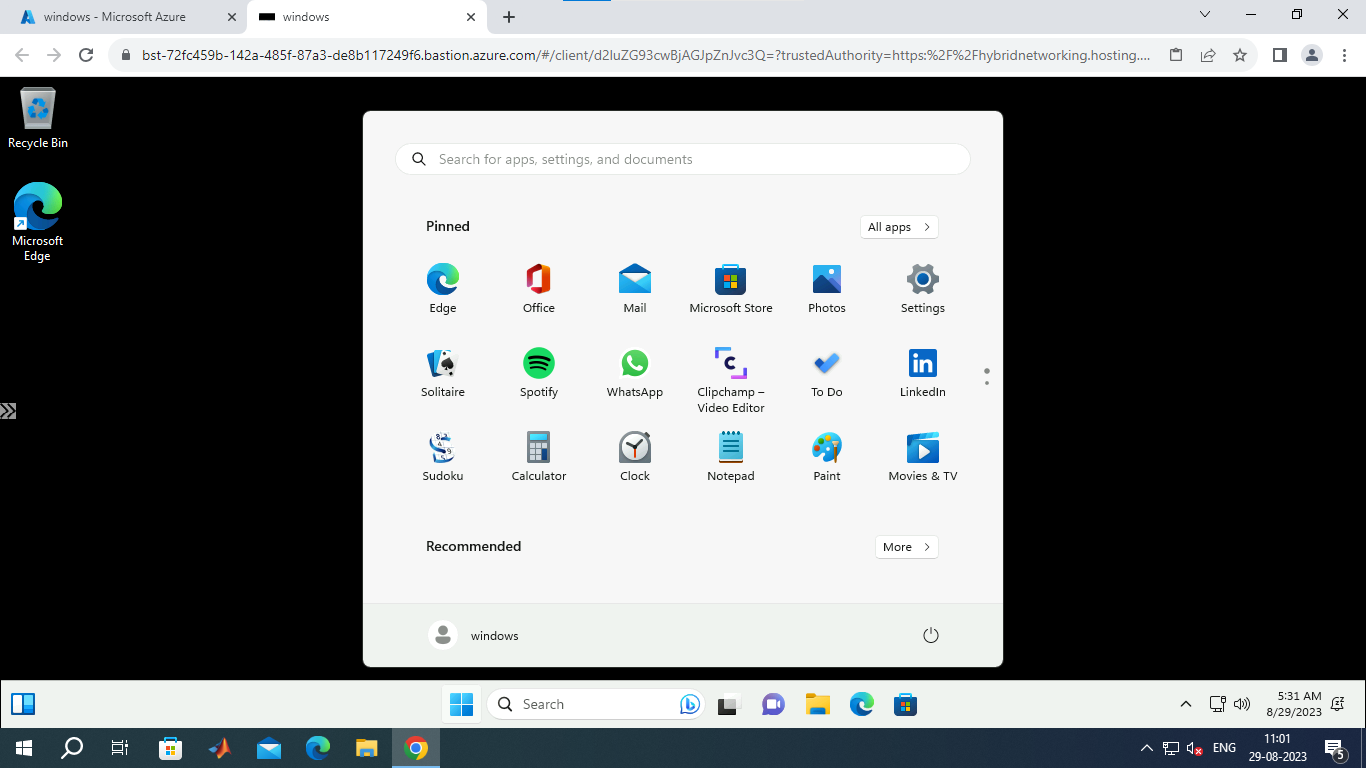 windows - Microsoft Azure
windows
bst-72fc459b-142a-485f-87a3-de8b117249f6.bastion.azure.com/#/client/d2luZG93cwBjAGJpZnJvc3Q=?trustedAuthority=https:%2F%2Fhybridnetworking.hosting....
Recycle Bin
Microsoft
Edge
Search for apps, settings, and documents
Pinned
All apps
Edge
Office
Mail
Microsoft Store
Photos
Settings
Solitaire
Spotify
WhatsApp
Clipchamp –
Video Editor
To Do
LinkedIn
Sudoku
Calculator
Clock
Notepad
Paint
Movies & TV
Recommended
More
windows
Search
5:31 AM
8/29/2023
ENG
11:01
29-08-2023
5